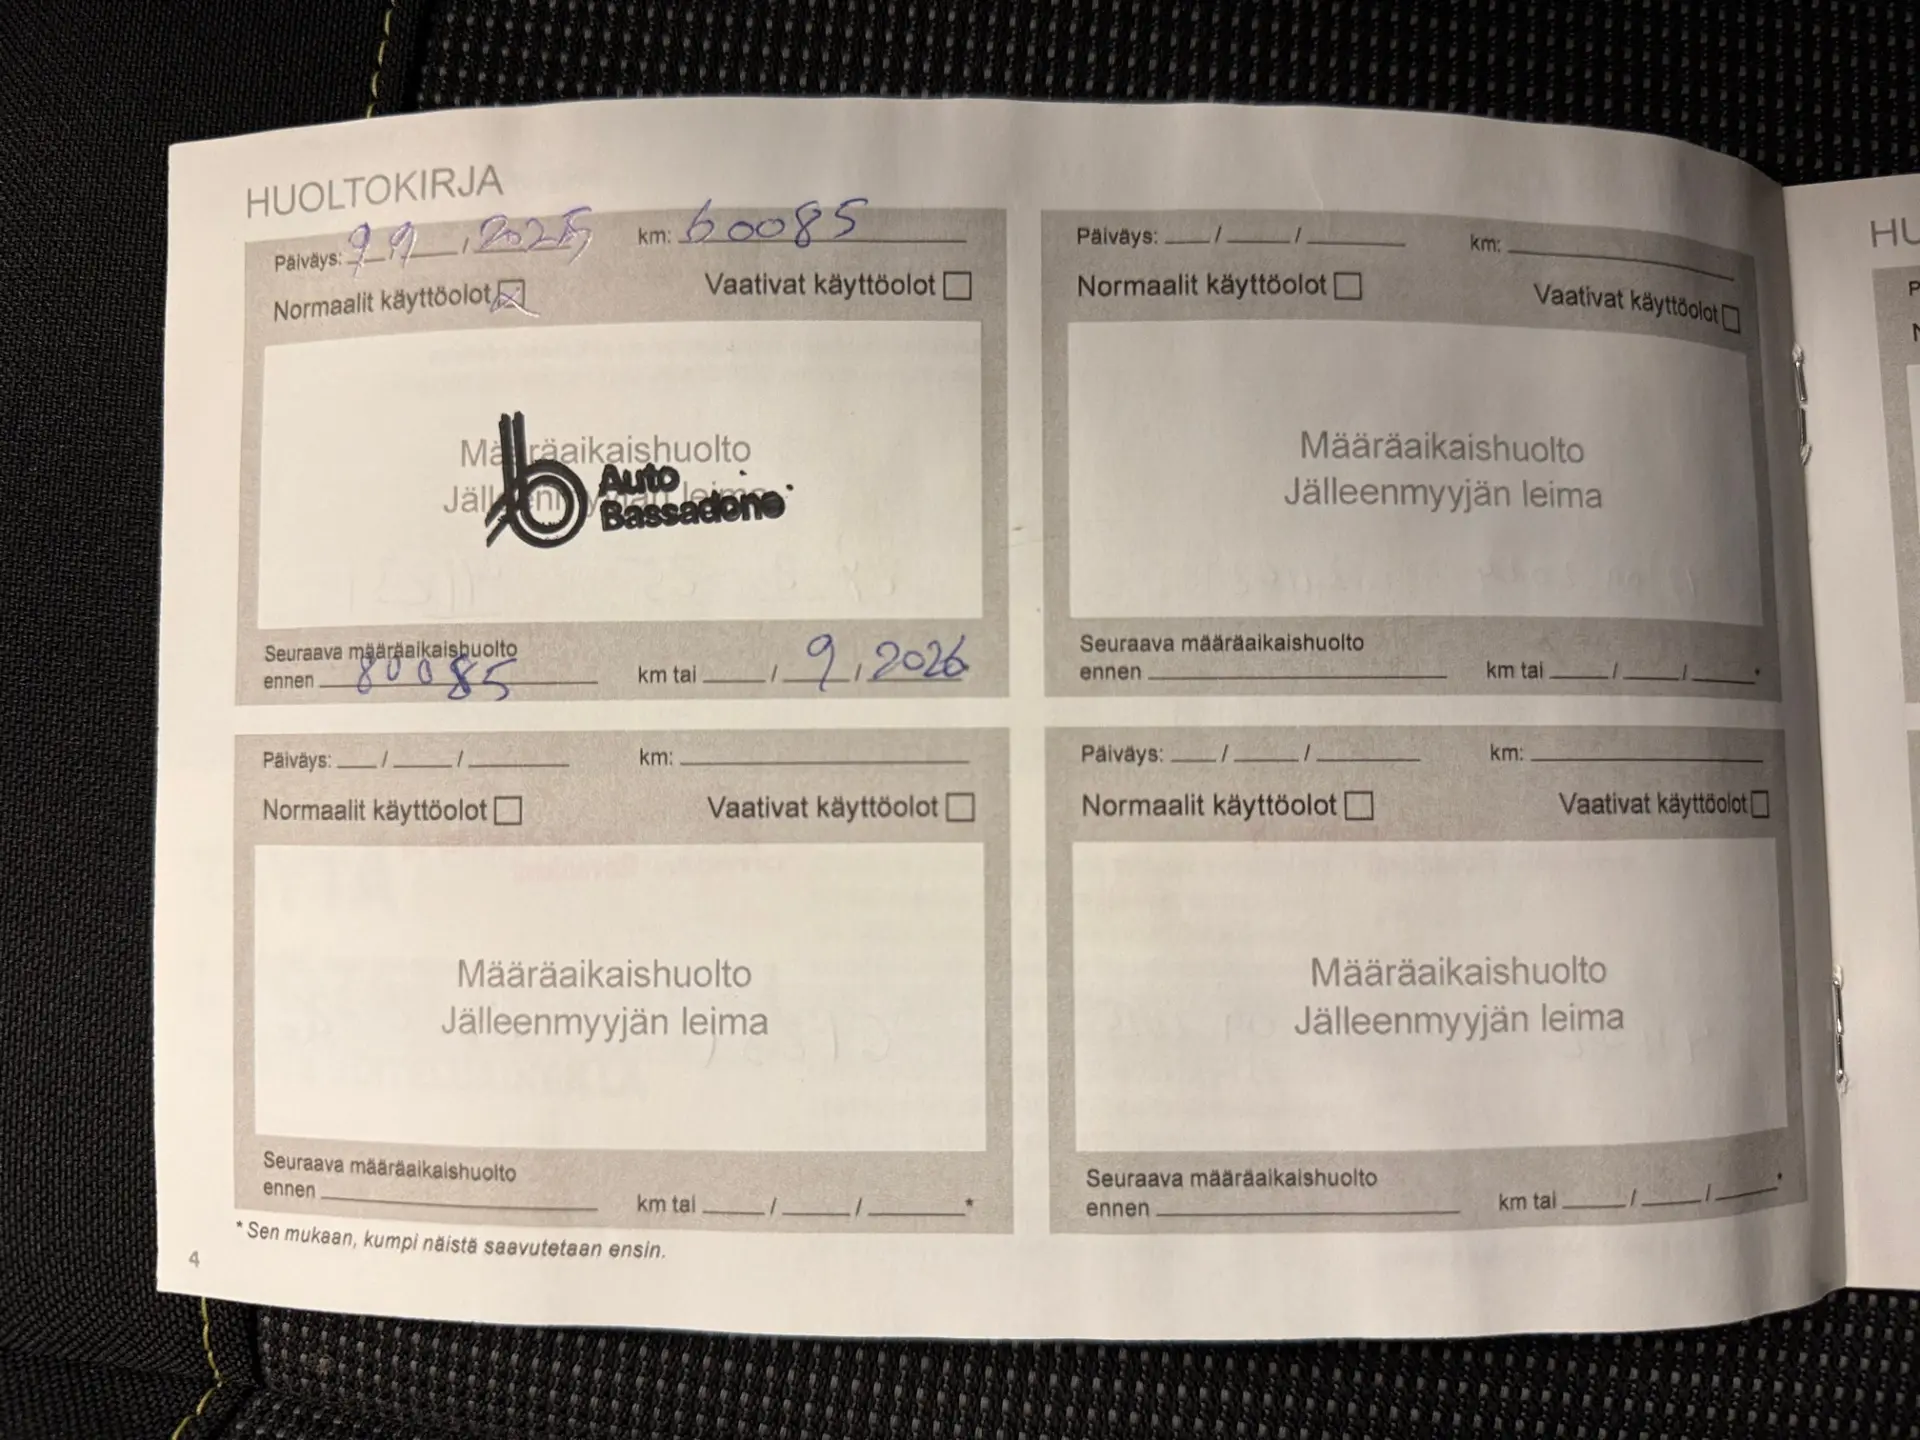 HUOLTOKIRJA
Päiväys: 9 9 / 2025 km: 60085
Normaalit käyttöolot Vaativat käyttöolot
Määräaikaishuolto
Jälleenmyyjän leima
Auto
Bassadone
Seuraava määräaikaishuolto
ennen 80085 km tai / 9 / 2026
Päiväys: / / km:
Normaalit käyttöolot Vaativat käyttöolot
Määräaikaishuolto
Jälleenmyyjän leima
Seuraava määräaikaishuolto
ennen km tai / / *
Päiväys: / / km:
Normaalit käyttöolot Vaativat käyttöolot
Määräaikaishuolto
Jälleenmyyjän leima
Seuraava määräaikaishuolto
ennen km tai / / *
Päiväys: / / km:
Normaalit käyttöolot Vaativat käyttöolot
Määräaikaishuolto
Jälleenmyyjän leima
Seuraava määräaikaishuolto
ennen km tai / / *
* Sen mukaan, kumpi näistä saavutetaan ensin.
4
HU